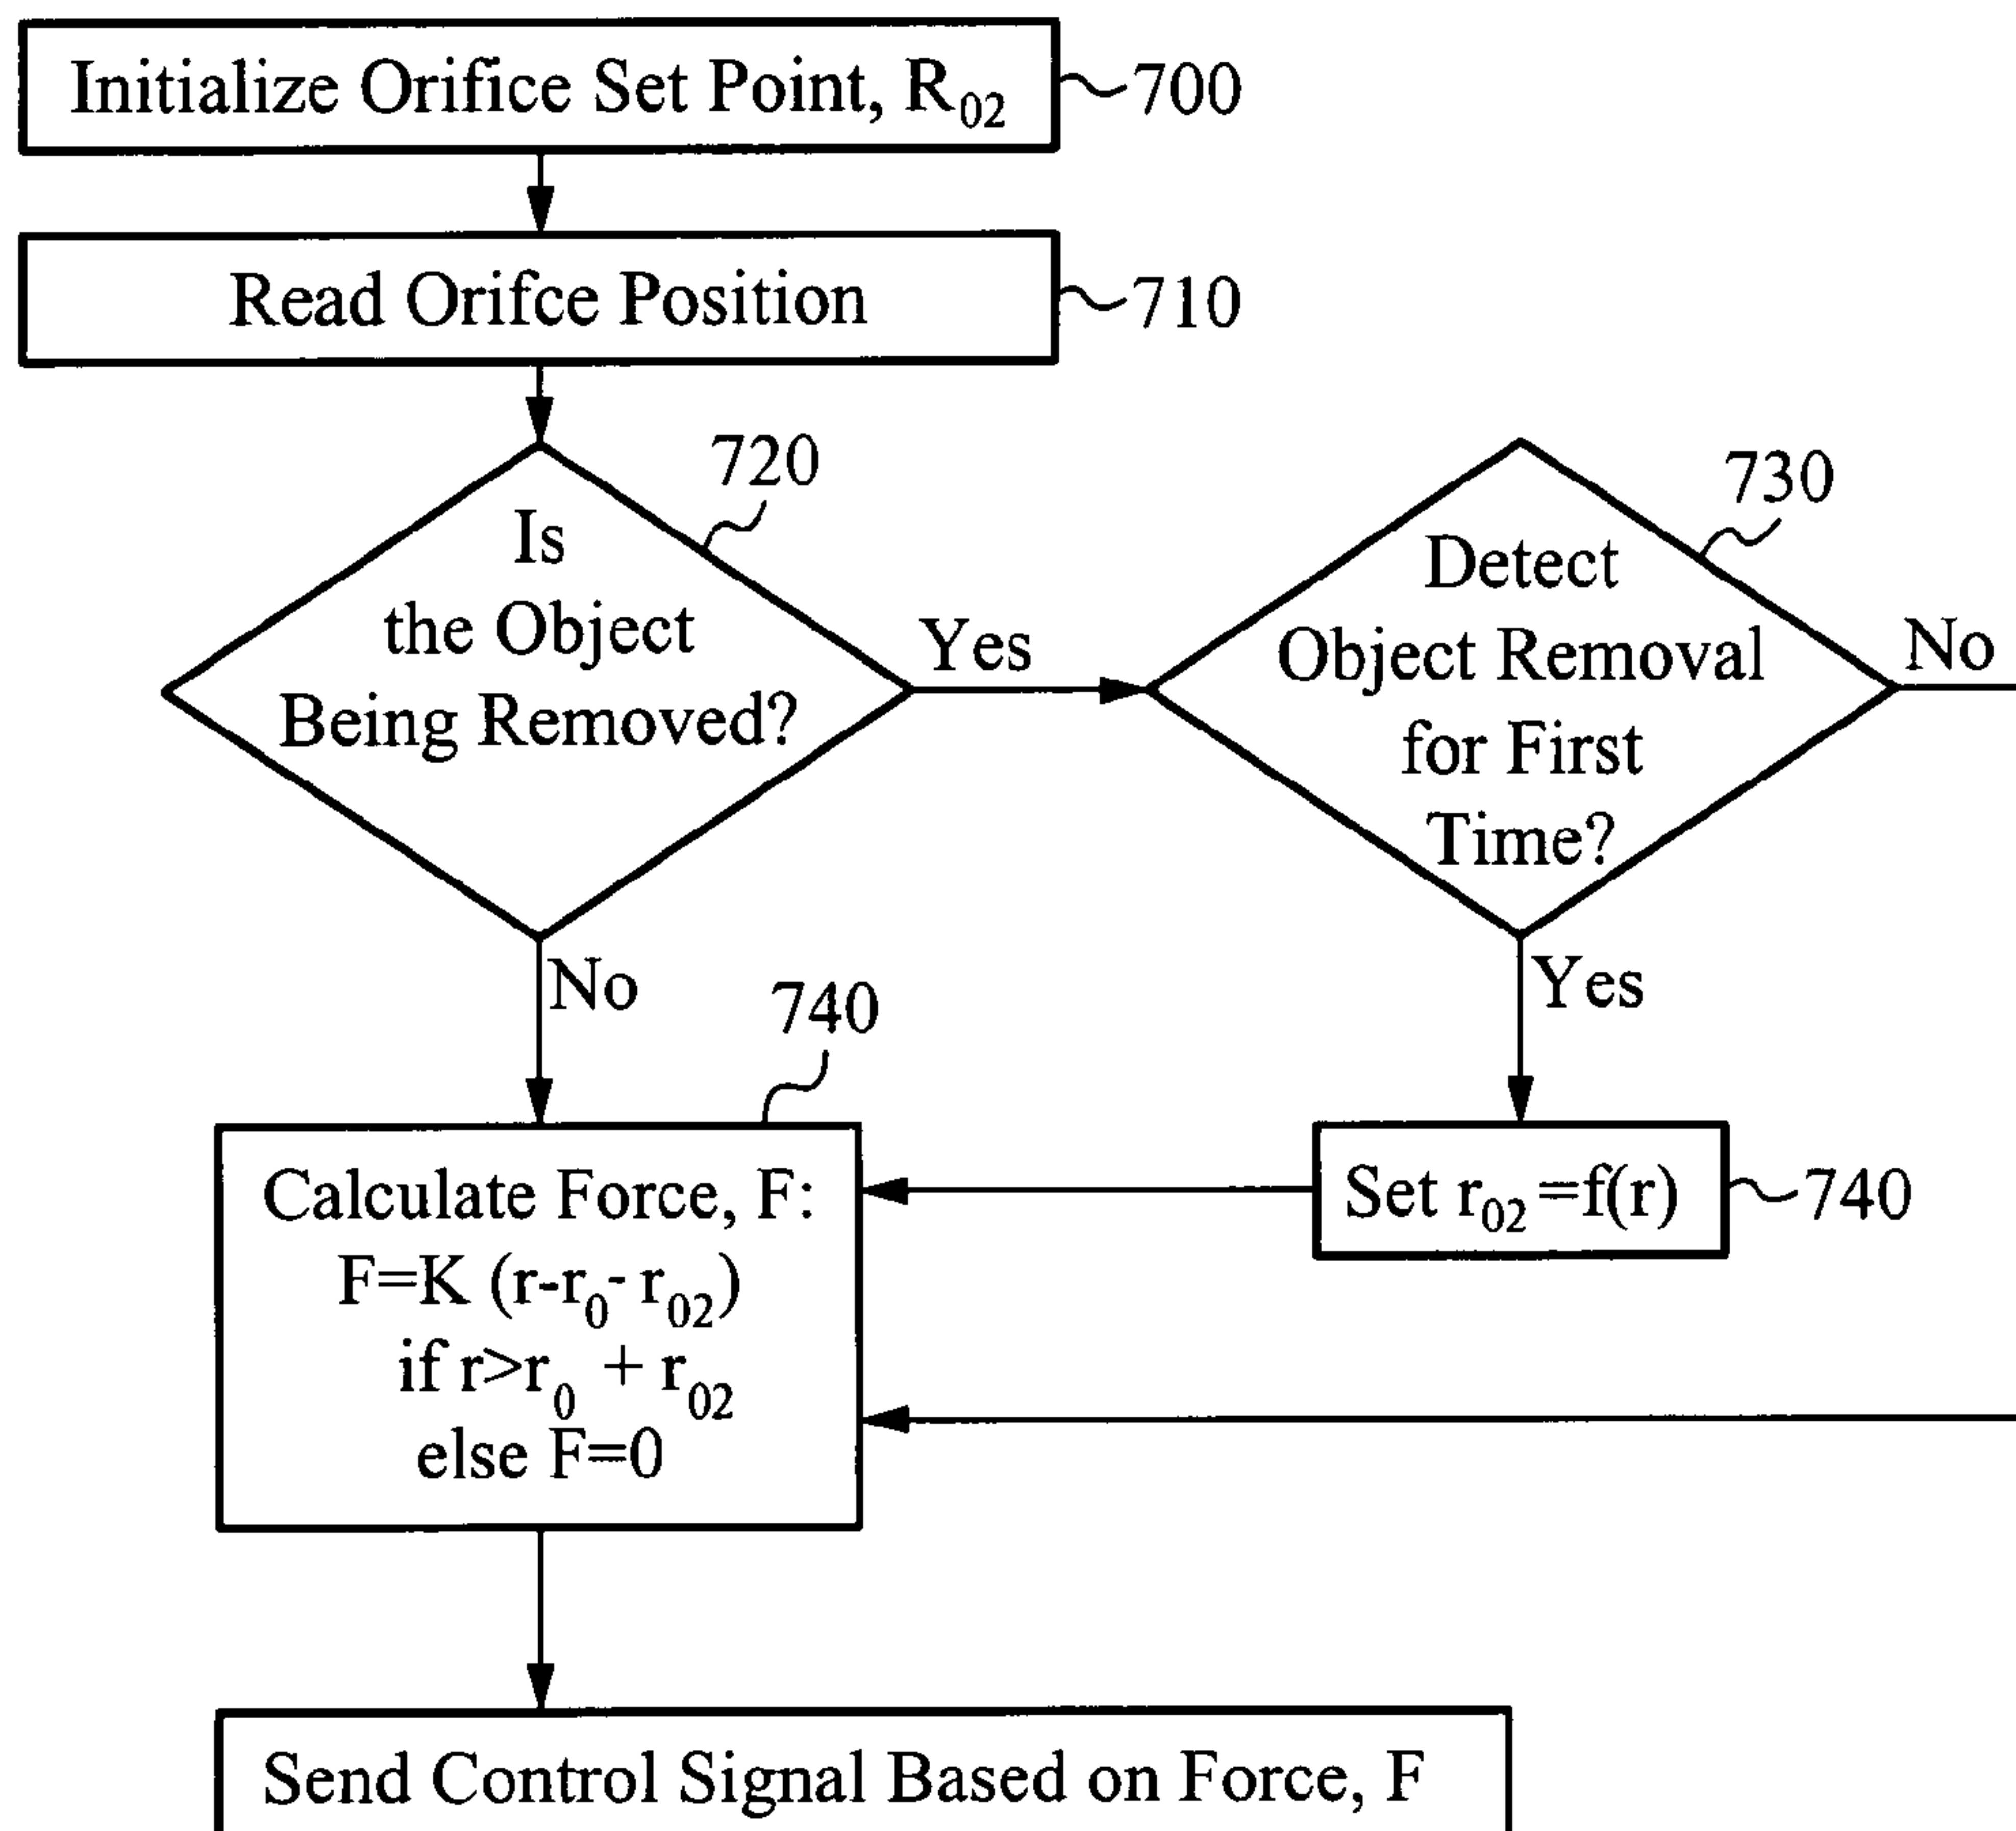 Initialize Orifice Set Point, R02
700
Read Orifce Position
710
720
Is
the Object
Being Removed?
Yes
730
Detect
Object Removal
for First
Time?
No
No
Yes
740
Calculate Force, F:
F=K (r-r0- r02)
if r>r0 + r02
else F=0
Set r02 =f(r)
740
Send Control Signal Based on Force, F